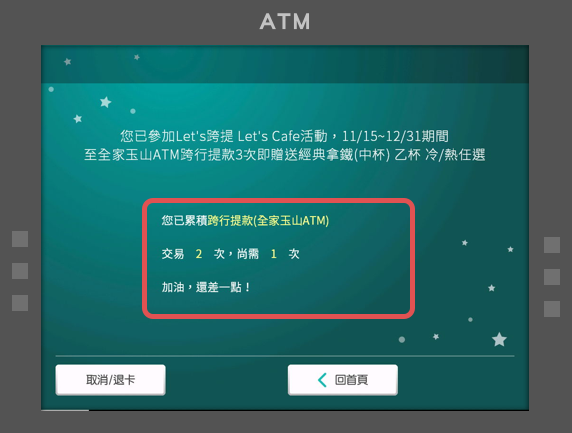 ATM
您已參加Let's跨提 Let's Cafe活動，11/15~12/31期間
至全家玉山ATM跨行提款3次即贈送經典拿鐵(中杯) 乙杯 冷/熱任選
您已累積跨行提款(全家玉山ATM)
交易 2 次，尚需 1 次
加油，還差一點！
取消/退卡
回首頁